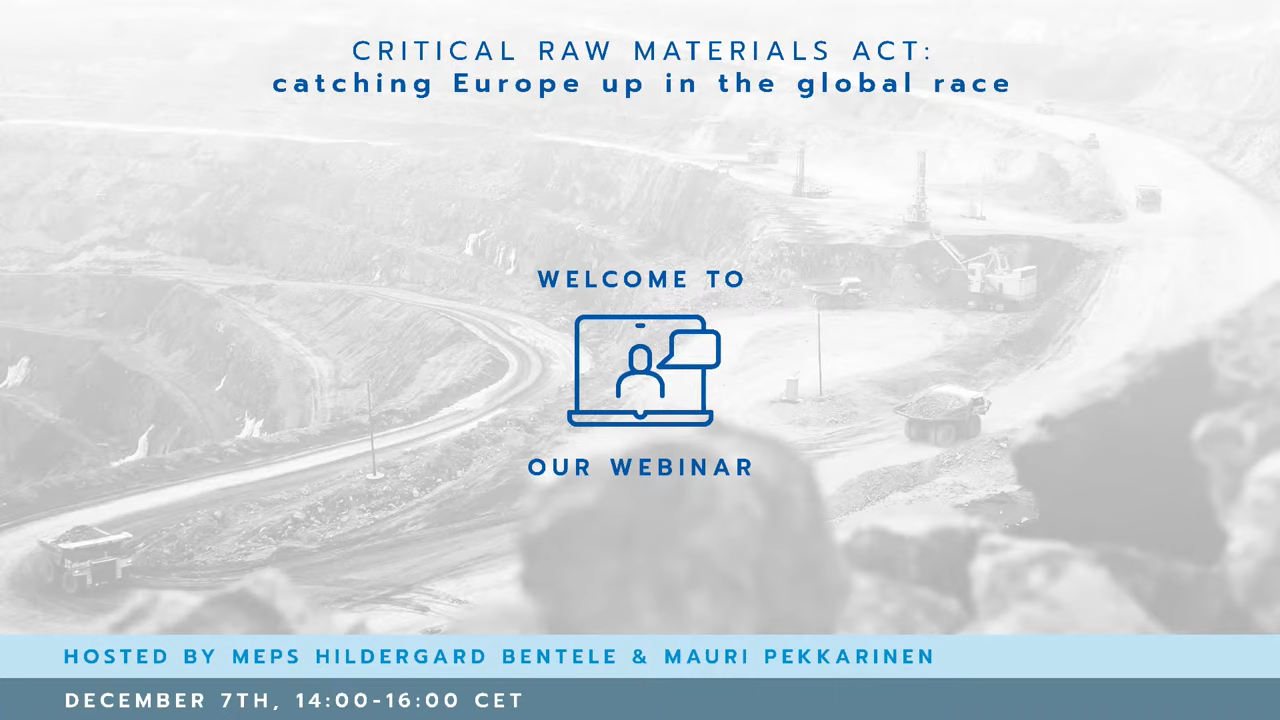 CRITICAL RAW MATERIALS ACT:
catching Europe up in the global race
WELCOME TO
OUR WEBINAR
HOSTED BY MEPS HILDERGARD BENTELE & MAURI PEKKARINEN
DECEMBER 7TH, 14:00-16:00 CET